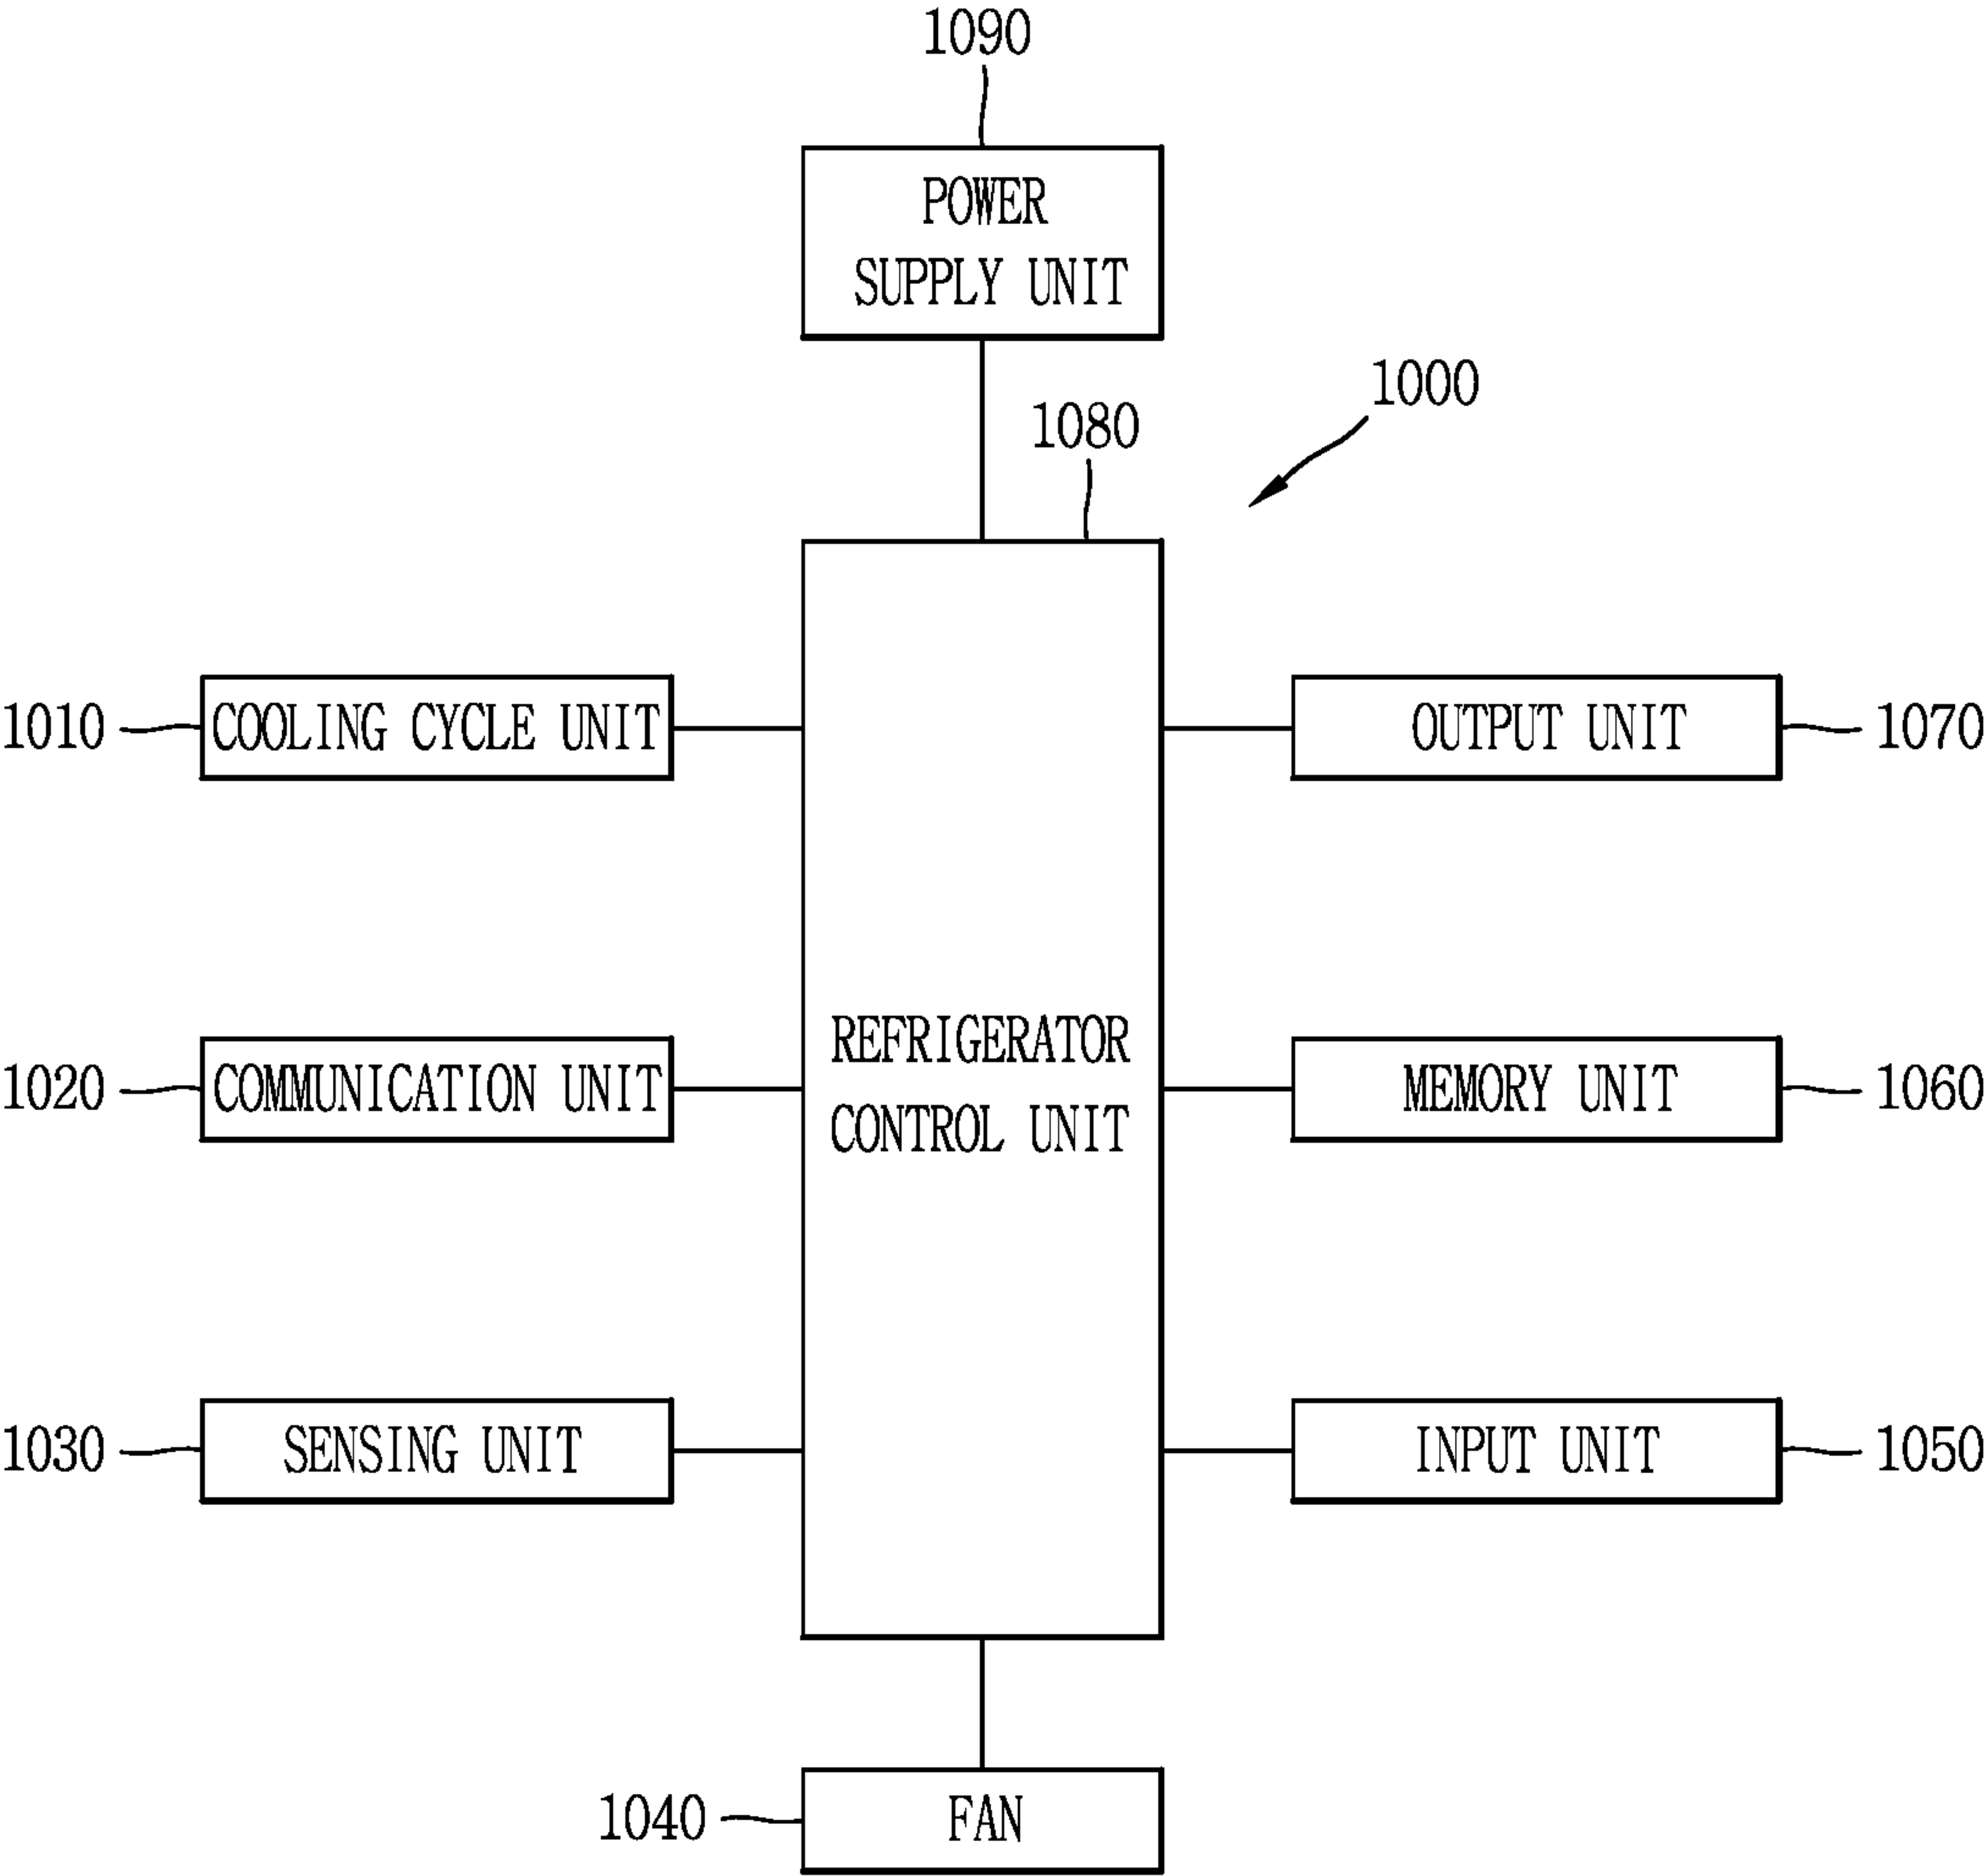 1090
POWER
SUPPLY UNIT
1000
1080
1010
COOLING CYCLE UNIT
OUTPUT UNIT
1070
1020
COMMUNICATION UNIT
REFRIGERATOR
CONTROL UNIT
MEMORY UNIT
1060
1030
SENSING UNIT
INPUT UNIT
1050
1040
FAN